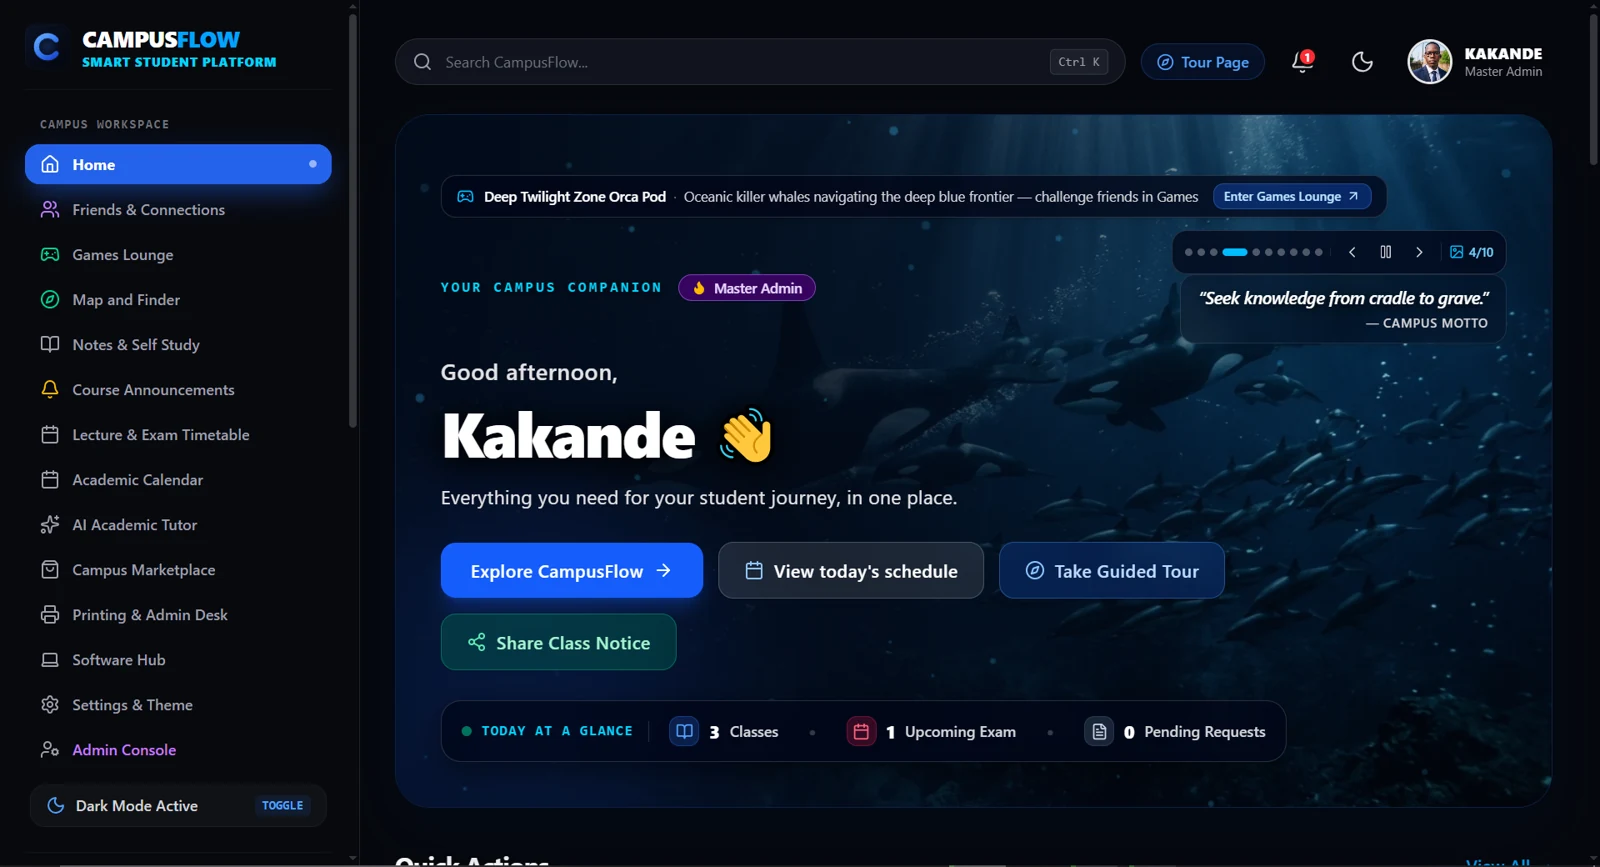 CAMPUSFLOW
SMART STUDENT PLATFORM
CAMPUS WORKSPACE
Home
Friends & Connections
Games Lounge
Map and Finder
Notes & Self Study
Course Announcements
Lecture & Exam Timetable
Academic Calendar
AI Academic Tutor
Campus Marketplace
Printing & Admin Desk
Software Hub
Settings & Theme
Admin Console
Dark Mode Active TOGGLE
Search CampusFlow... Ctrl K
Tour Page
1
KAKANDE
Master Admin
Deep Twilight Zone Orca Pod · Oceanic killer whales navigating the deep blue frontier — challenge friends in Games Enter Games Lounge
4/10
YOUR CAMPUS COMPANION Master Admin
“Seek knowledge from cradle to grave.”
— CAMPUS MOTTO
Good afternoon,
Kakande 👋
Everything you need for your student journey, in one place.
Explore CampusFlow → View today's schedule Take Guided Tour
Share Class Notice
TODAY AT A GLANCE 3 Classes • 1 Upcoming Exam • 0 Pending Requests
Quick Actions View All